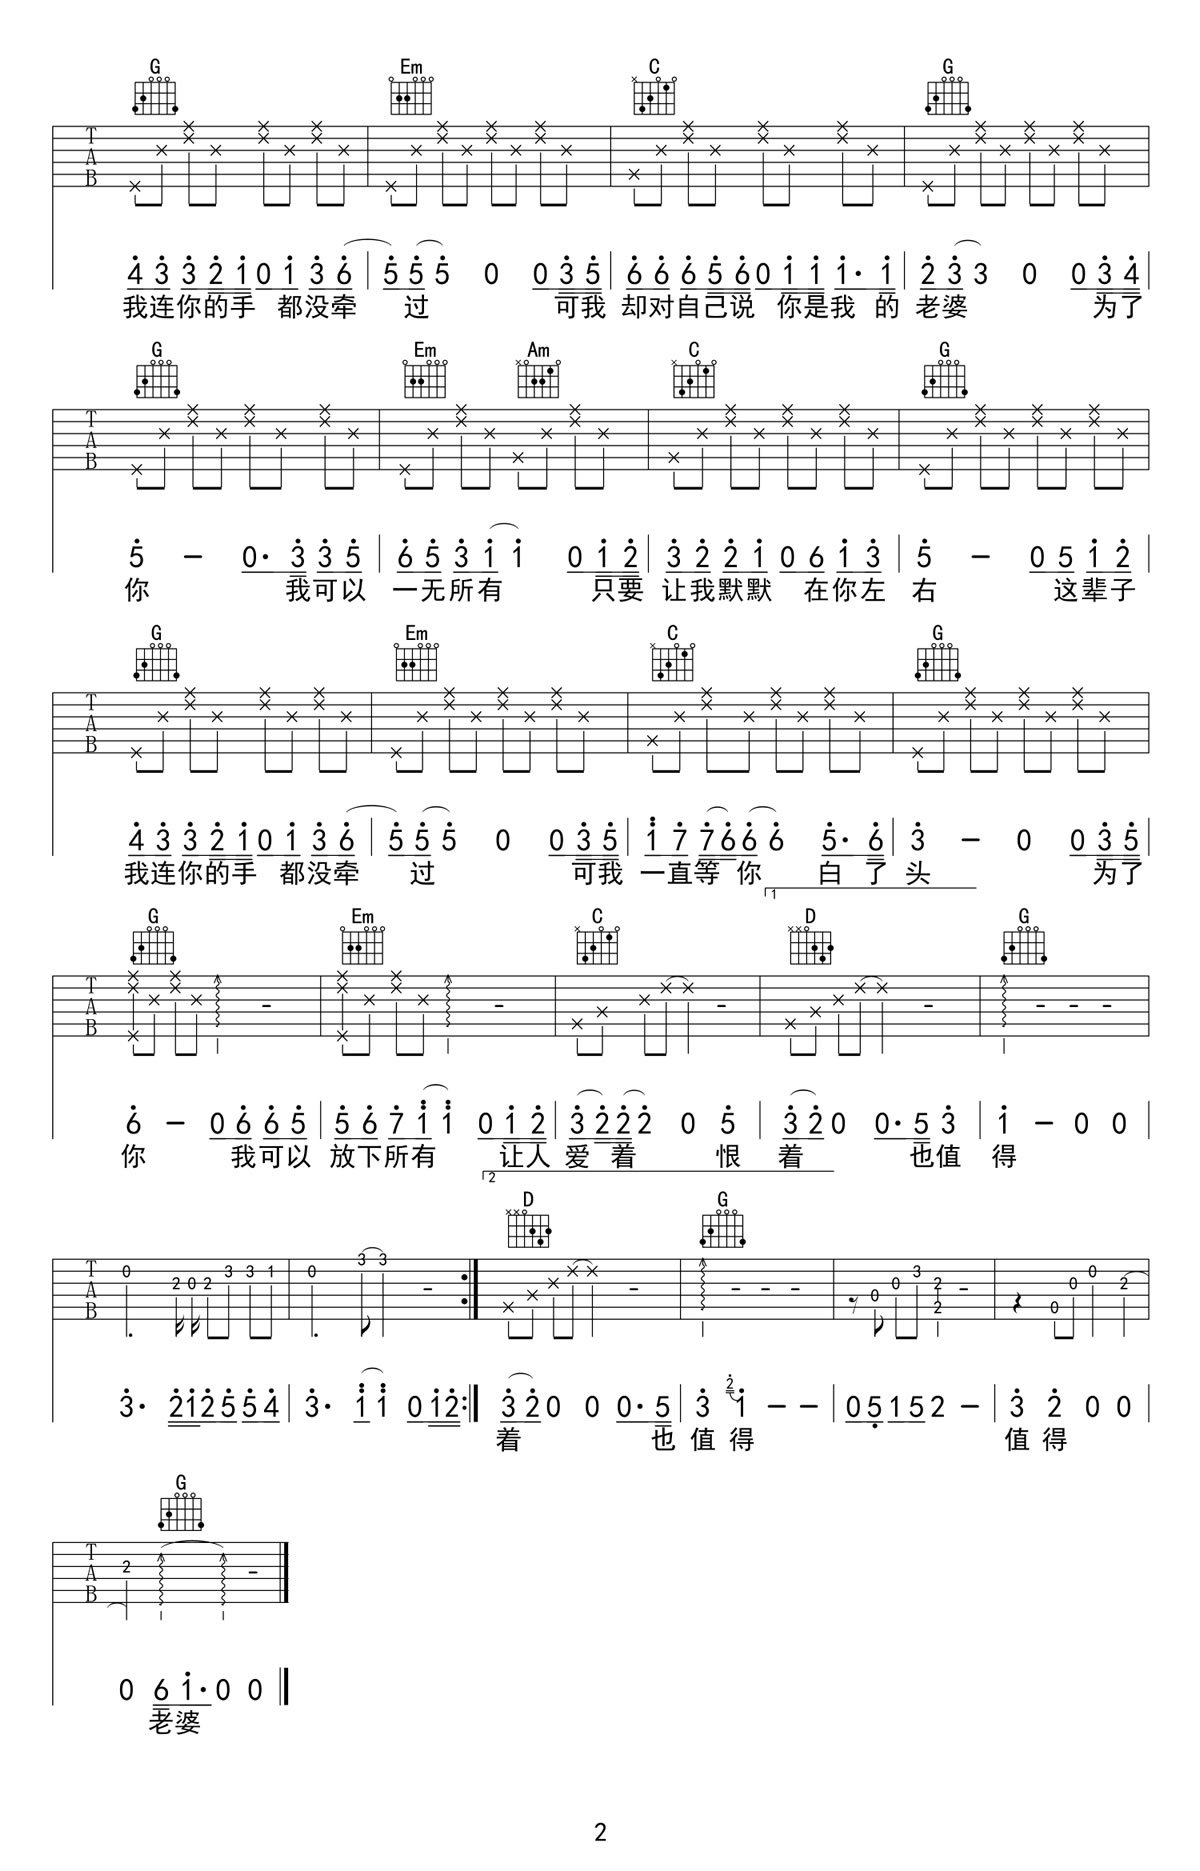 G Em C G
T
A
B
4 3 3 2 1 0 1 3 6 5 5 5 0 0 3 5 6 6 6 5 6 0 1 1 1· 1 2 3 3 0 0 3 4
我连你的手 都没牵 过 可我 却对自己说 你是我 的 老婆 为了
G Em Am C G
T
A
B
5 - 0· 3 3 5 6 5 3 1 1 0 1 2 3 2 2 1 0 6 1 3 5 - 0 5 1 2
你 我可以 一无所有 只要 让我默默 在你左 右 这辈子
G Em C G
T
A
B
4 3 3 2 1 0 1 3 6 5 5 5 0 0 3 5 1 7 7 6 6 6 5· 6 3 - 0 0 3 5
我连你的手 都没牵 过 可我 一直等 你 白 了 头 为了
1
G Em C D G
T
A
B
6 - 0 6 6 5 5 6 7 1 1 0 1 2 3 2 2 2 0 5 3 2 0 0· 5 3 1 - 0 0
你 我可以 放下所有 让人 爱 着 恨 着 也值 得
2
D G
T 0 2 0 2 3 3 1 0 3 3 0 0 3 2 2 0 0 0 2
A
B
3· 2 1 2 5 5 4 3· 1 1 0 1 2 3 2 0 0 0· 5 3 2 1 - - 0 5 1 5 2 - 3 2 0 0
着 也 值 得 值 得
G
T
A 2
B
0 6 1· 0 0
老婆
2